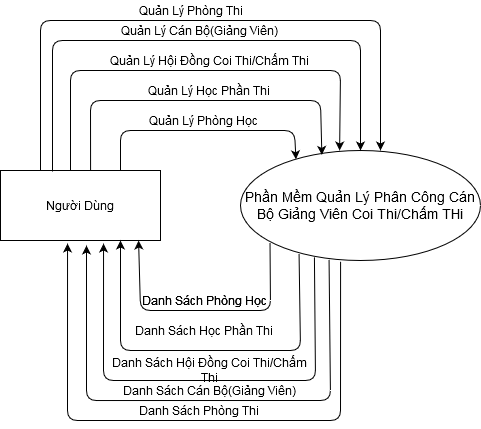 Quản Lý Phòng Thi
Quản Lý Cán Bộ(Giảng Viên)
Quản Lý Hội Đồng Coi Thi/Chấm Thi
Quản Lý Học Phần Thi
Quản Lý Phòng Học
Người Dùng
Phần Mềm Quản Lý Phân Công Cán
Bộ Giảng Viên Coi Thi/Chấm THi
Danh Sách Phòng Học
Danh Sách Học Phần Thi
Danh Sách Hội Đồng Coi Thi/Chấm
Thi
Danh Sách Cán Bộ(Giảng Viên)
Danh Sách Phòng Thi